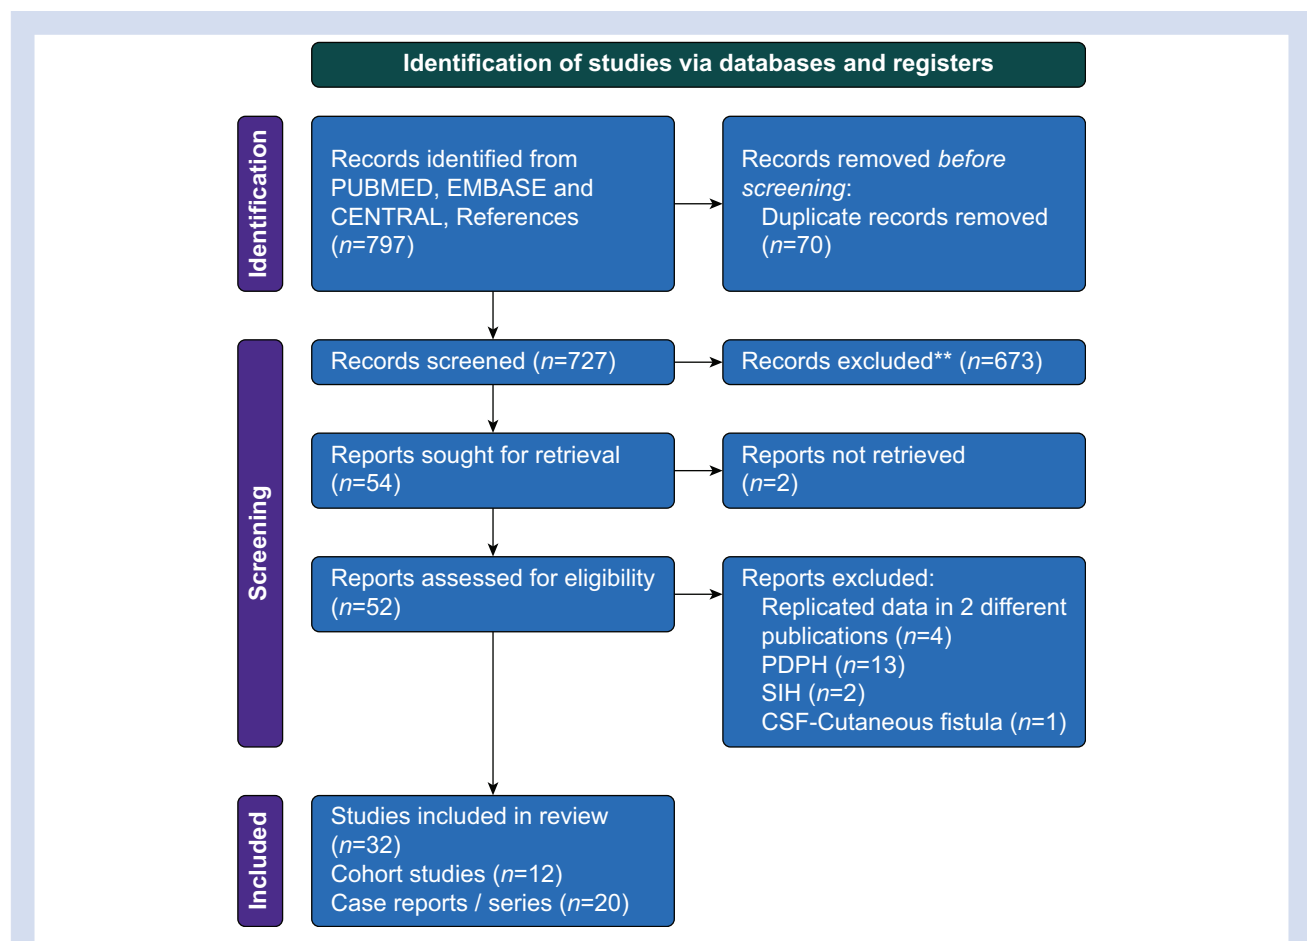 Identification of studies via databases and registers
Identification
Records identified from
PUBMED, EMBASE and
CENTRAL, References
(n=797)
Records removed before
screening:
Duplicate records removed
(n=70)
Screening
Records screened (n=727)
Records excluded** (n=673)
Reports sought for retrieval
(n=54)
Reports not retrieved
(n=2)
Reports assessed for eligibility
(n=52)
Reports excluded:
Replicated data in 2 different
publications (n=4)
PDPH (n=13)
SIH (n=2)
CSF-Cutaneous fistula (n=1)
Included
Studies included in review
(n=32)
Cohort studies (n=12)
Case reports / series (n=20)